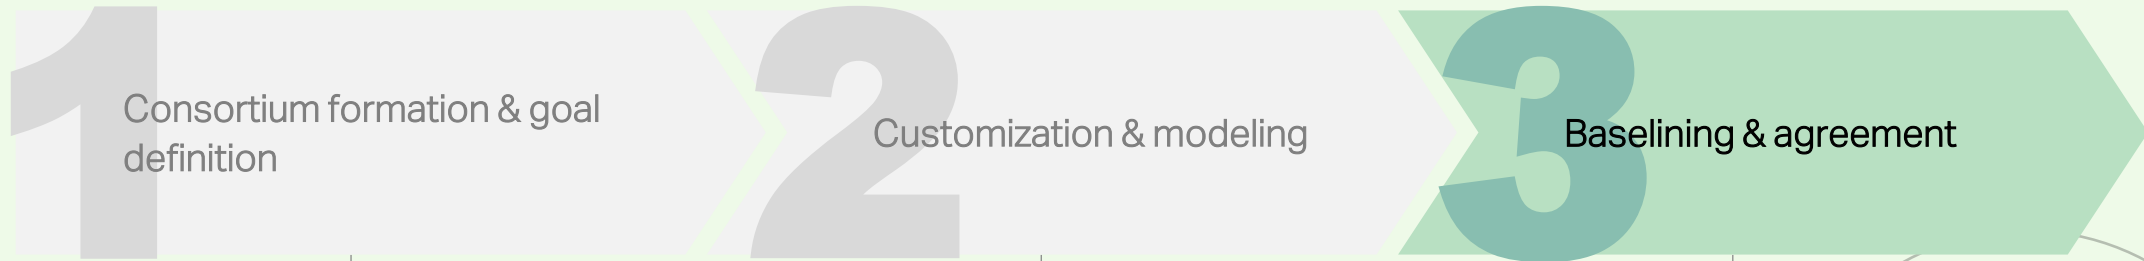 1
Consortium formation & goal
definition
2
Customization & modeling
3
Baselining & agreement